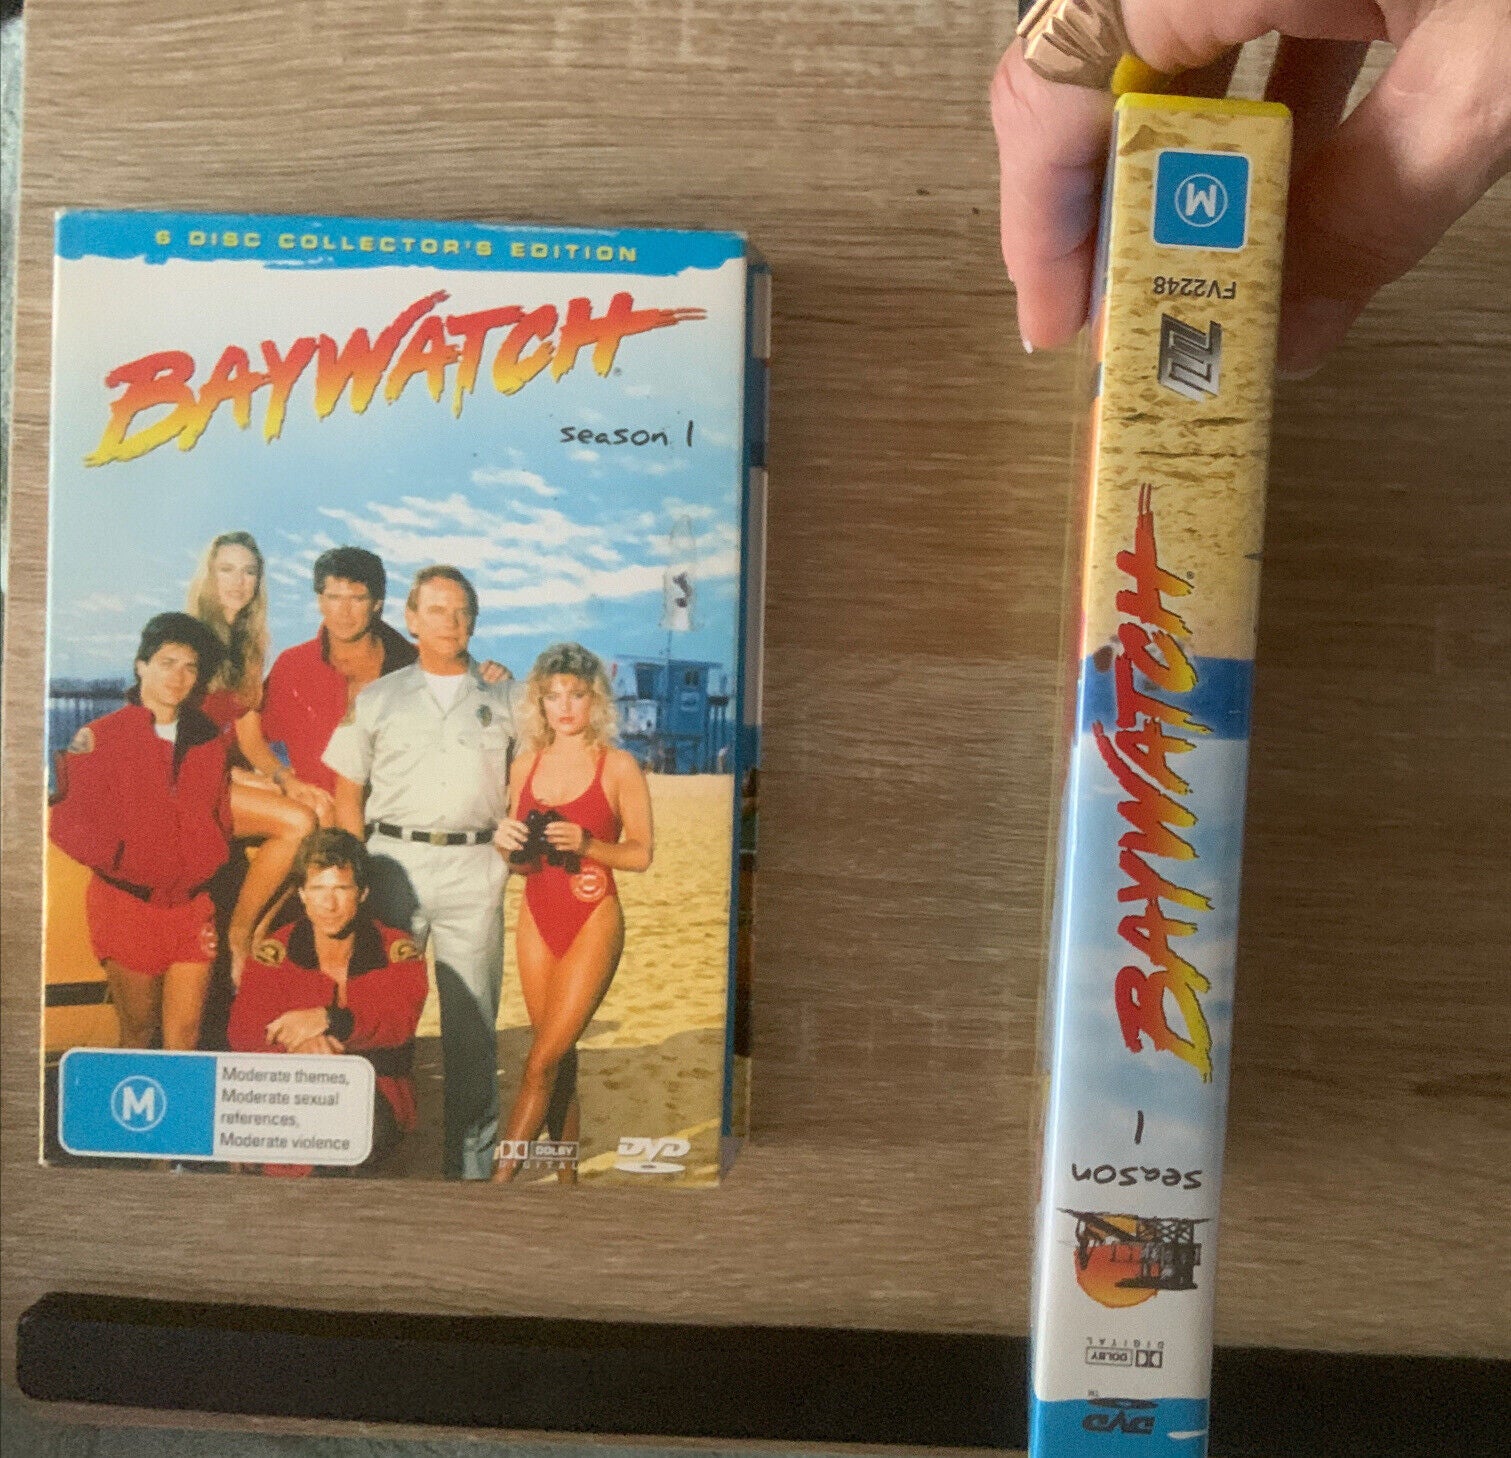 6 DISC COLLECTOR'S EDITION
BAYWATCH
season 1
M
Moderate themes,
Moderate sexual
references,
Moderate violence
DOLBY
DIGITAL
DVD
M
FV2248
BAYWATCH
season 1
DOLBY
DIGITAL
DVD
TM